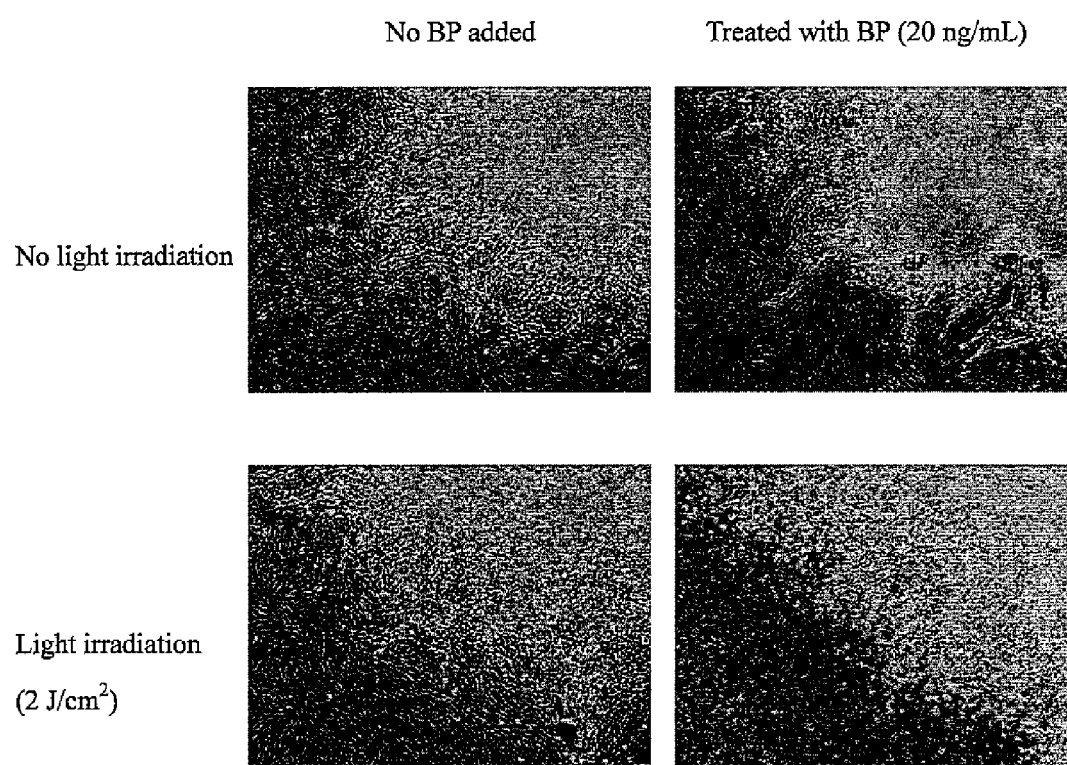 No BP added
Treated with BP (20 ng/mL)
No light irradiation
Light irradiation
(2 J/cm²)